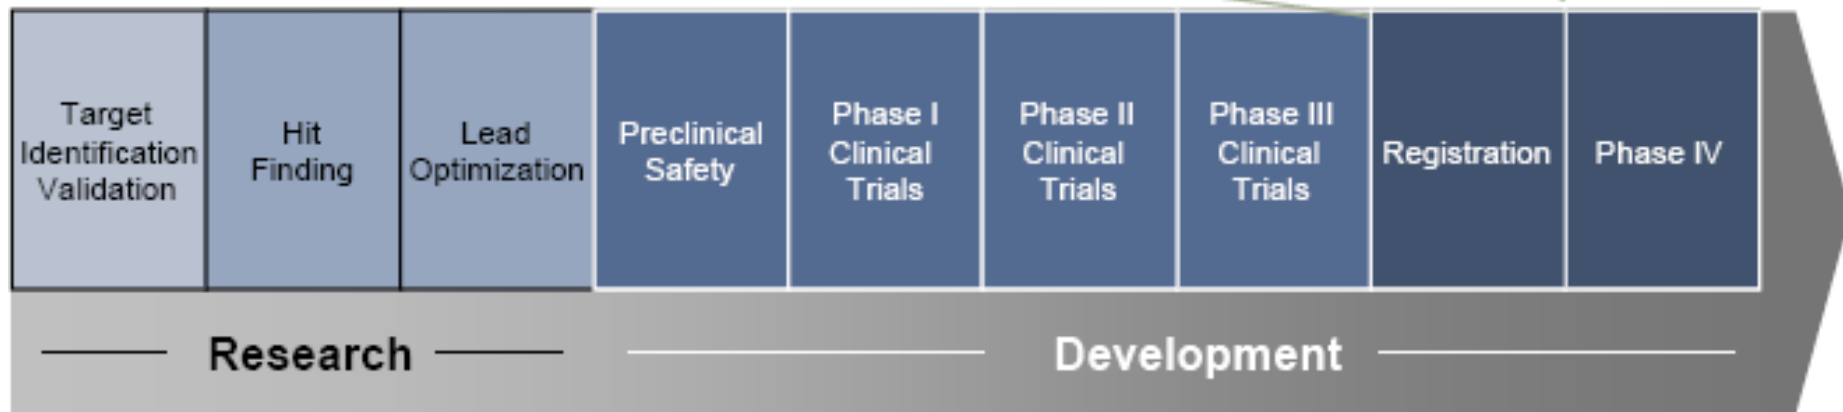 Target
Identification
Validation
Hit
Finding
Lead
Optimization
Preclinical
Safety
Phase I
Clinical
Trials
Phase II
Clinical
Trials
Phase III
Clinical
Trials
Registration
Phase IV
Research
Development